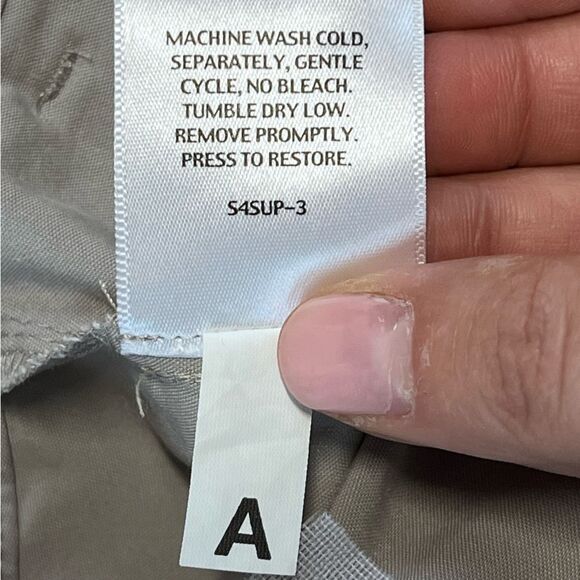 MACHINE WASH COLD,
SEPARATELY, GENTLE
CYCLE, NO BLEACH.
TUMBLE DRY LOW.
REMOVE PROMPTLY.
PRESS TO RESTORE.
S4SUP-3
A